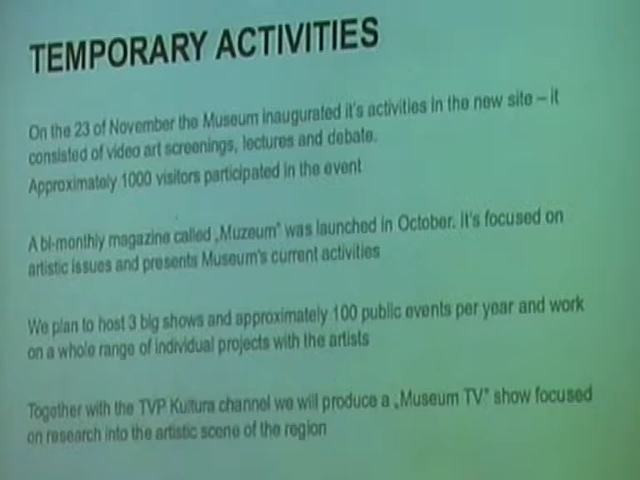 TEMPORARY ACTIVITIES
On the 23 of November the Museum inaugurated it's activities in the new site – it
consisted of video art screenings, lectures and debate.
Approximately 1000 visitors participated in the event
A bi-monthly magazine called „Muzeum" was launched in October. It's focused on
artistic issues and presents Museum's current activities
We plan to host 3 big shows and approximately 100 public events per year and work
on a whole range of individual projects with the artists
Together with the TVP Kultura channel we will produce a „Museum TV" show focused
on research into the artistic scene of the region